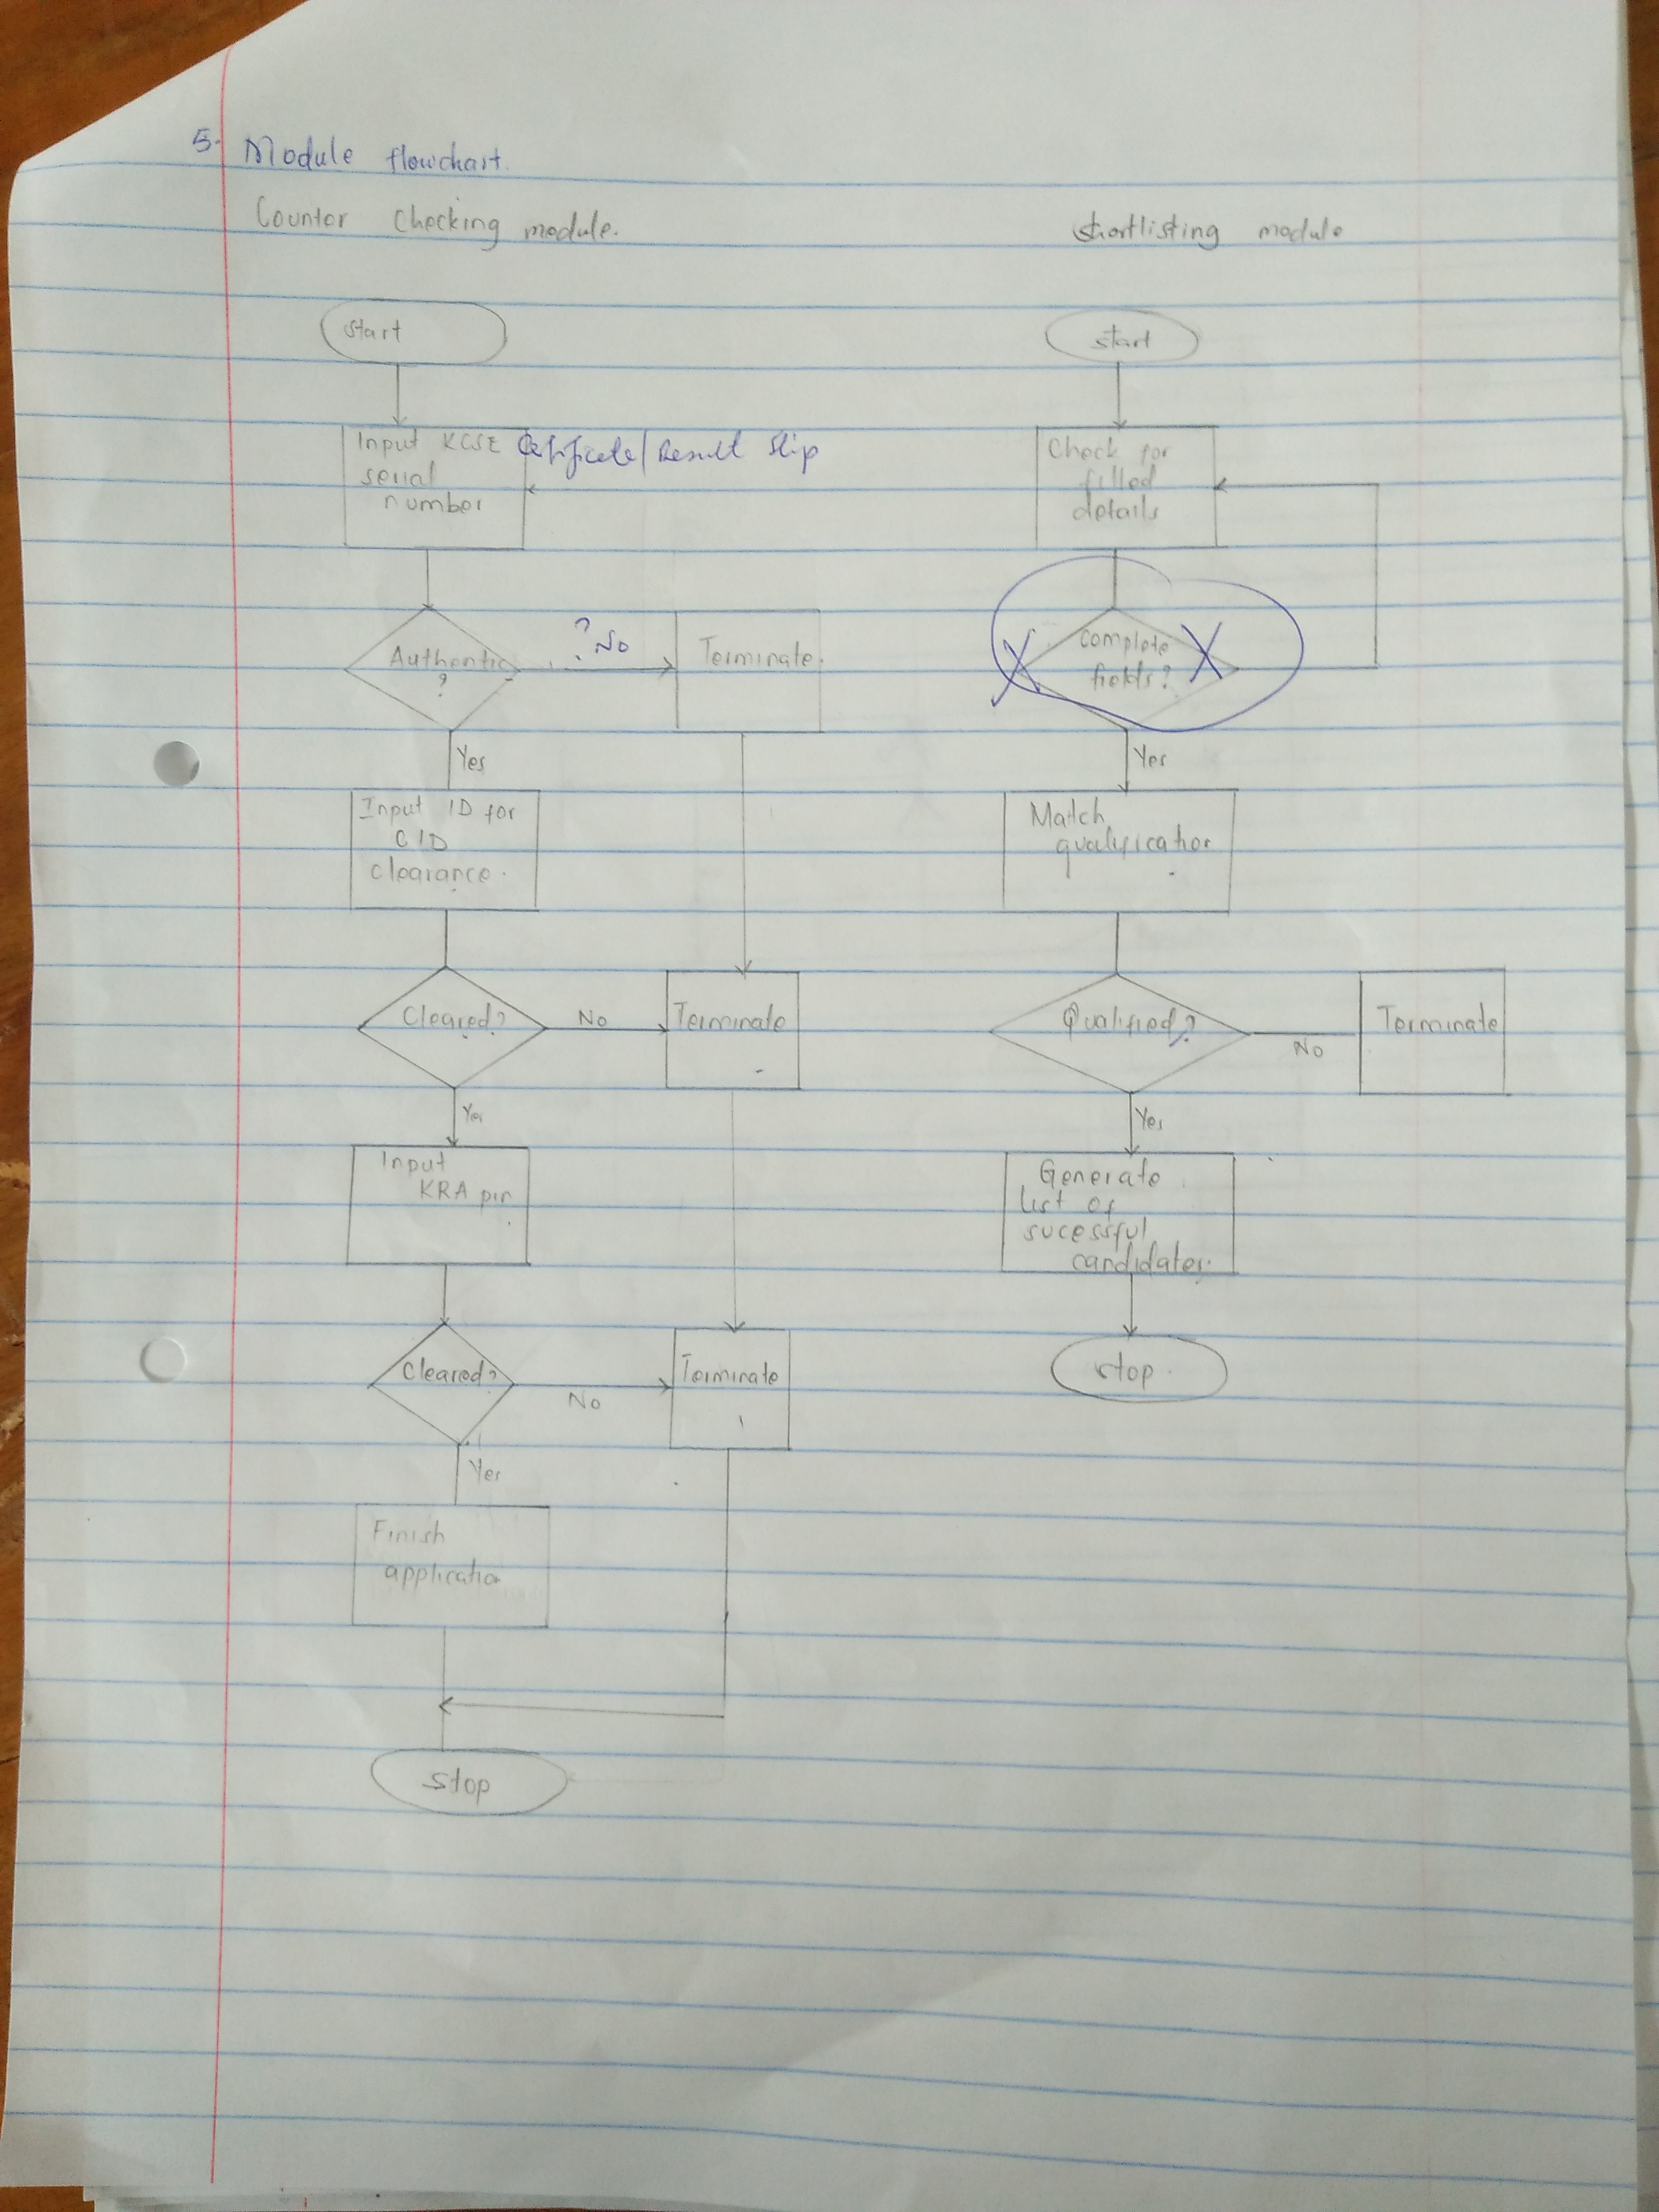 5. Module flowchart.
Counter Checking module.
shortlisting module
start
Input KCSE Certificate/Result Slip
serial
number
Authentic
?
? No
Terminate.
Yes
Input ID for
CID
clearance.
Cleared?
No
Terminate
Yes
Input
KRA pin
Cleared?
No
Terminate
Yes
Finish
application
stop
start
Check for
filled
details
complete
fields?
X X
Yes
Match
qualification
Qualified?
No
Terminate
Yes
Generate
list of
sucessful
candidates.
stop.